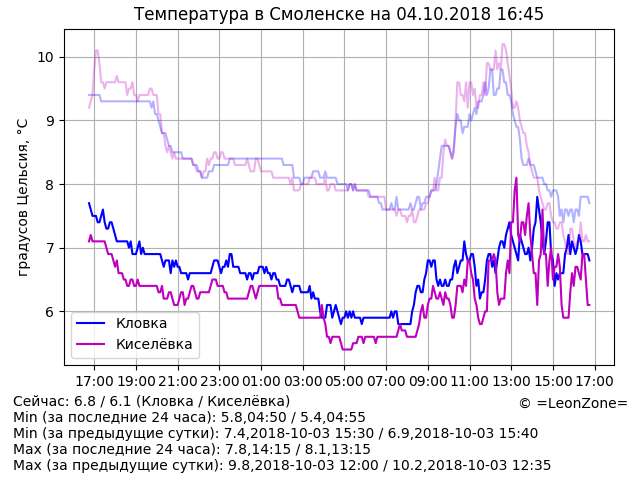 Температура в Смоленске на 04.10.2018 16:45
градусов Цельсия, °C
10
9
8
7
6
Кловка
Киселёвка
17:00 19:00 21:00 23:00 01:00 03:00 05:00 07:00 09:00 11:00 13:00 15:00 17:00
Сейчас: 6.8 / 6.1 (Кловка / Киселёвка)
© =LeonZone=
Min (за последние 24 часа): 5.8,04:50 / 5.4,04:55
Min (за предыдущие сутки): 7.4,2018-10-03 15:30 / 6.9,2018-10-03 15:40
Max (за последние 24 часа): 7.8,14:15 / 8.1,13:15
Max (за предыдущие сутки): 9.8,2018-10-03 12:00 / 10.2,2018-10-03 12:35